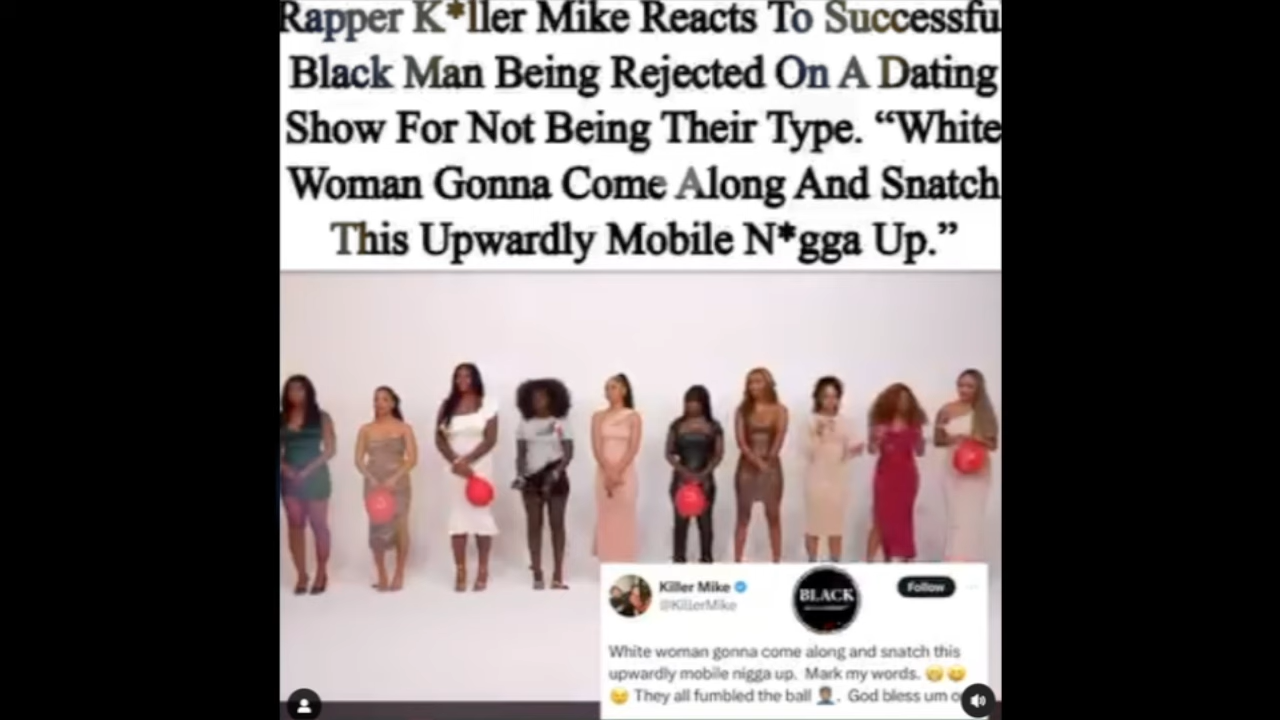 Rapper K*ller Mike Reacts To Successfu
Black Man Being Rejected On A Dating
Show For Not Being Their Type. “White
Woman Gonna Come Along And Snatch
This Upwardly Mobile N*gga Up.”
Killer Mike
@KillerMike
BLACK
Follow
White woman gonna come along and snatch this
upwardly mobile nigga up. Mark my words. 😁😆
😉 They all fumbled the ball 🤦🏾‍♂️. God bless um